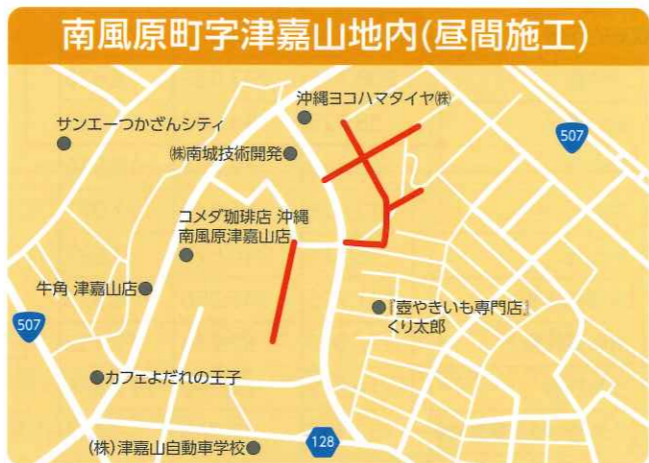 南風原町字津嘉山地内(昼間施工)
沖縄ヨコハマタイヤ㈱
サンエーつかざんシティ
507
㈱南城技術開発
コメダ珈琲店 沖縄
南風原津嘉山店
牛角 津嘉山店
『壺やきいも専門店』
くり太郎
507
カフェよだれの王子
(株)津嘉山自動車学校
128